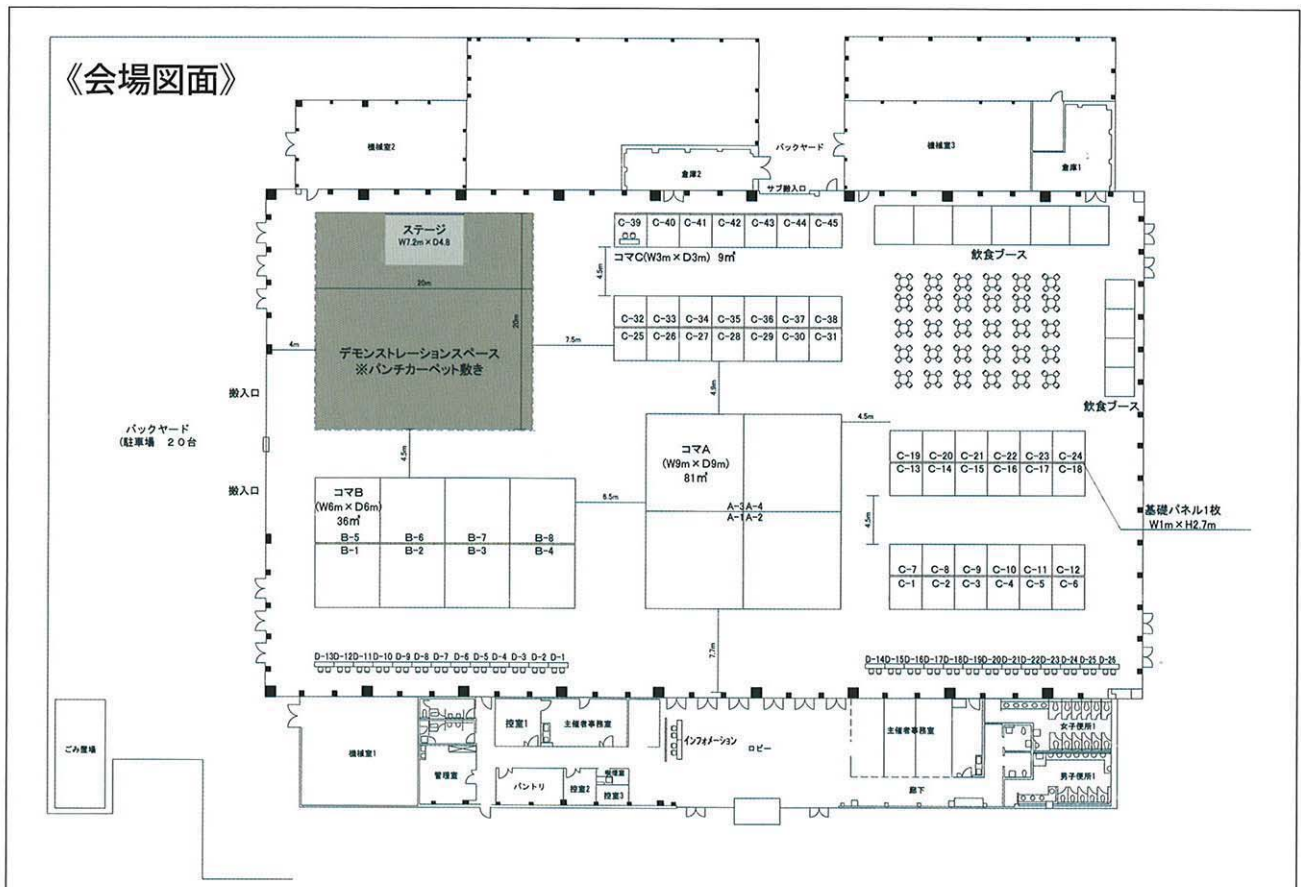 《会場図面》
機械室2
倉庫2
バックヤード
サブ搬入口
機械室3
倉庫1
ステージ
W7.2m×D4.8
20m
20m
デモンストレーションスペース
※パンチカーペット敷き
4m
7.5m
4.5m
C-39 C-40 C-41 C-42 C-43 C-44 C-45
コマC(W3m×D3m) 9㎡
4.5m
C-32 C-33 C-34 C-35 C-36 C-37 C-38
C-25 C-26 C-27 C-28 C-29 C-30 C-31
4.9m
飲食ブース
飲食ブース
搬入口
バックヤード
(駐車場 20台
搬入口
コマB
(W6m×D6m)
36㎡
B-5 B-6 B-7 B-8
B-1 B-2 B-3 B-4
6.5m
コマA
(W9m×D9m)
81㎡
A-3 A-4
A-1 A-2
4.5m
C-19 C-20 C-21 C-22 C-23 C-24
C-13 C-14 C-15 C-16 C-17 C-18
4.5m
基礎パネル1枚
W1m×H2.7m
C-7 C-8 C-9 C-10 C-11 C-12
C-1 C-2 C-3 C-4 C-5 C-6
7.7m
D-13 D-12 D-11 D-10 D-9 D-8 D-7 D-6 D-5 D-4 D-3 D-2 D-1
D-14 D-15 D-16 D-17 D-18 D-19 D-20 D-21 D-22 D-23 D-24 D-25 D-26
ごみ置場
機械室1
管理室
控室1
主催者事務室
パントリ
控室2
喫煙室
控室3
インフォメーション
ロビー
主催者事務室
廊下
女子便所1
男子便所1